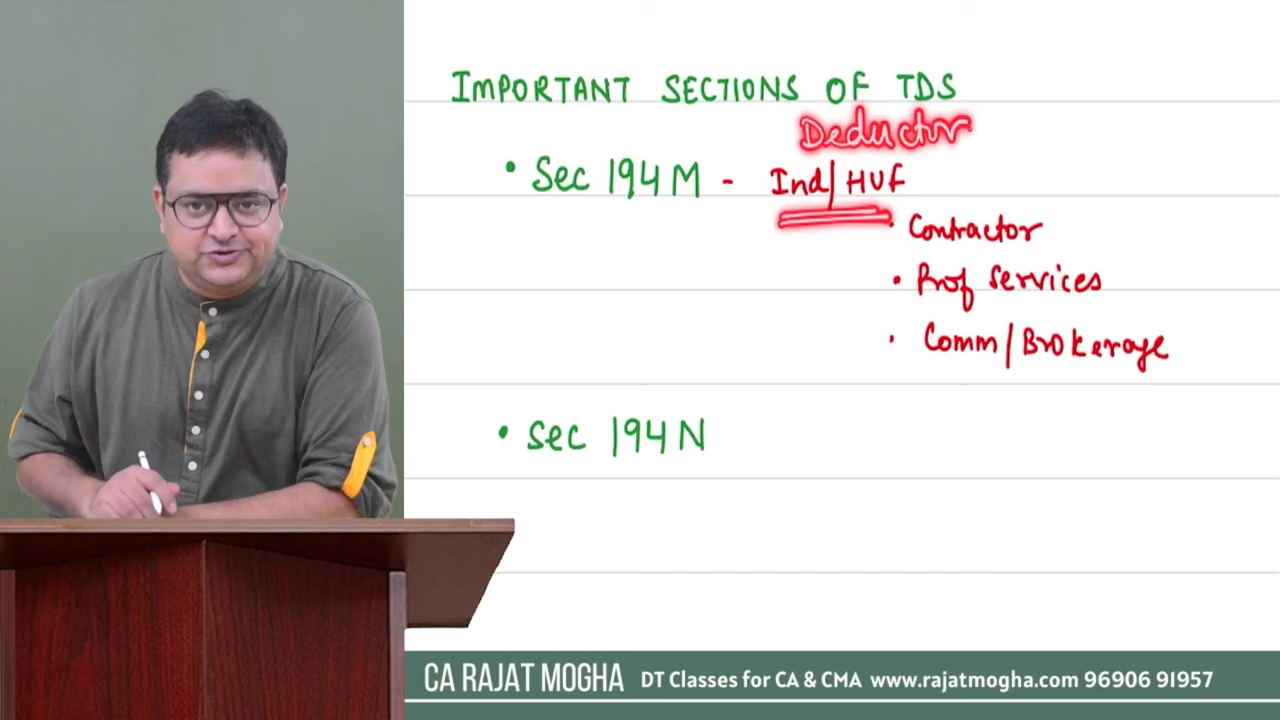 IMPORTANT SECTIONS OF TDS
Deductor
• Sec 194M - Ind/HUF
• Contractor
• Prof Services
• Comm/Brokerage
• Sec 194N
CA RAJAT MOGHA DT Classes for CA & CMA www.rajatmogha.com 96906 91957